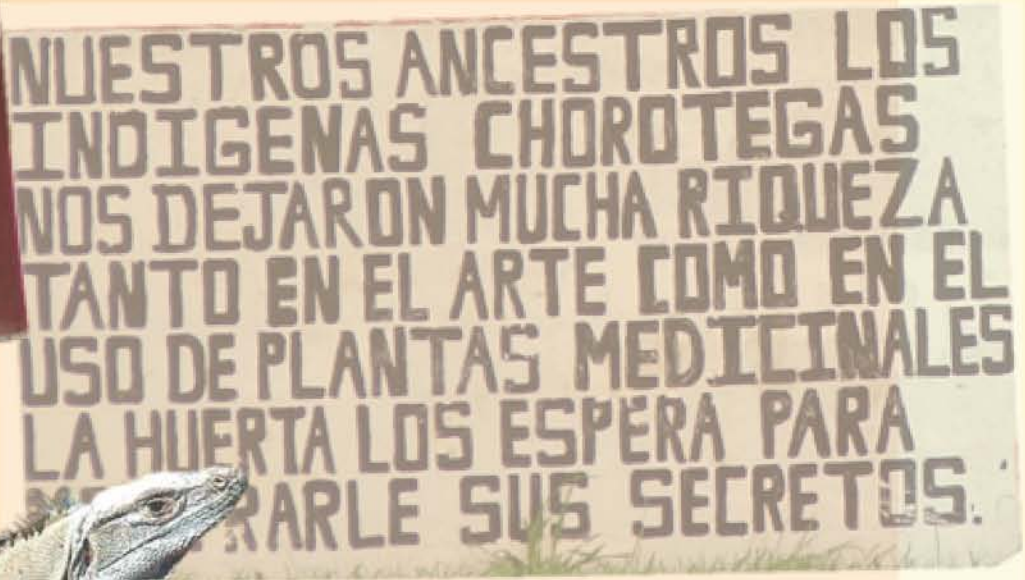 NUESTROS ANCESTROS LOS
INDIGENAS CHOROTEGAS
NOS DEJARON MUCHA RIQUEZA
TANTO EN EL ARTE COMO EN EL
USO DE PLANTAS MEDICINALES
LA HUERTA LOS ESPERA PARA
SUS SECRETOS.